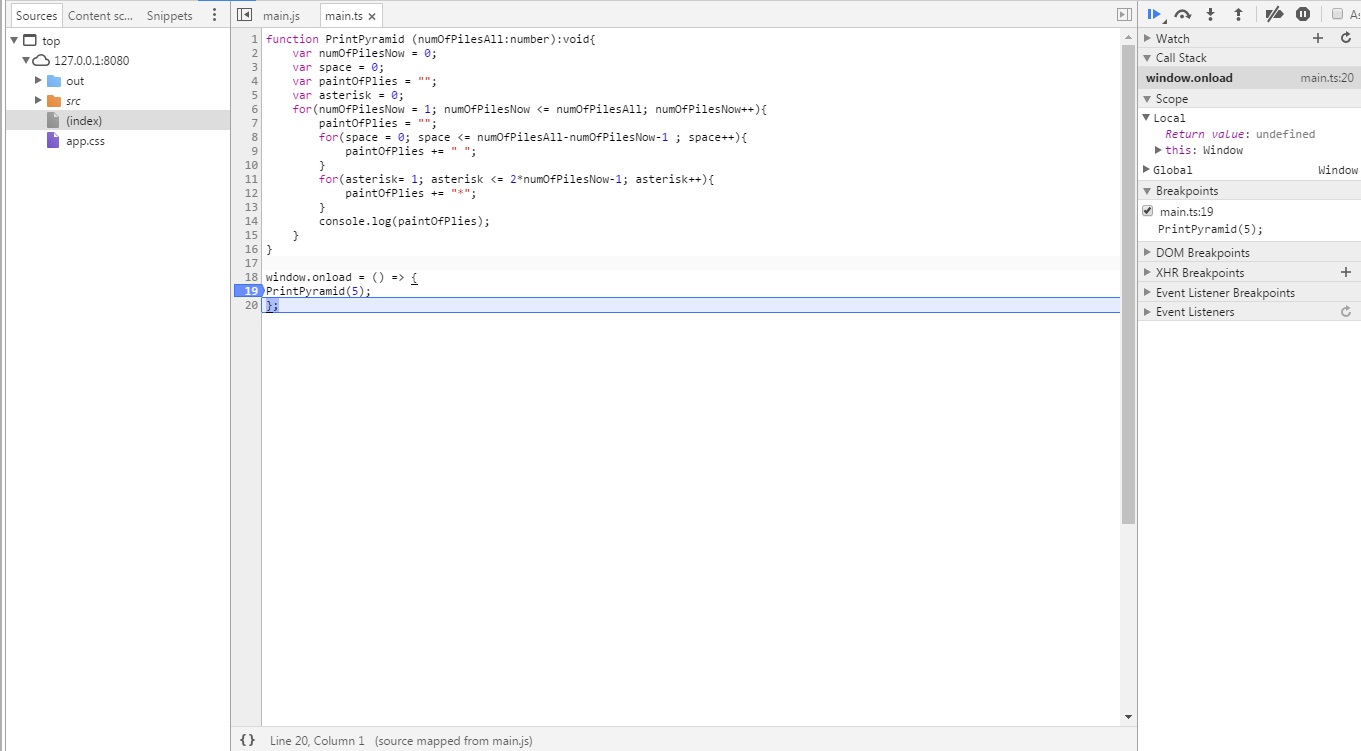 Sources Content sc... Snippets
top
127.0.0.1:8080
out
src
(index)
app.css
main.js main.ts ×
1 function PrintPyramid (numOfPilesAll:number):void{
2     var numOfPilesNow = 0;
3     var space = 0;
4     var paintOfPlies = "";
5     var asterisk = 0;
6     for(numOfPilesNow = 1; numOfPilesNow <= numOfPilesAll; numOfPilesNow++){
7         paintOfPlies = "";
8         for(space = 0; space <= numOfPilesAll-numOfPilesNow-1 ; space++){
9             paintOfPlies += " ";
10         }
11         for(asterisk= 1; asterisk <= 2*numOfPilesNow-1; asterisk++){
12             paintOfPlies += "*";
13         }
14         console.log(paintOfPlies);
15     }
16 }
17
18 window.onload = () => {
19 PrintPyramid(5);
20 };
{} Line 20, Column 1 (source mapped from main.js)
As
Watch
Call Stack
window.onload main.ts:20
Scope
Local
Return value: undefined
this: Window
Global Window
Breakpoints
main.ts:19
PrintPyramid(5);
DOM Breakpoints
XHR Breakpoints
Event Listener Breakpoints
Event Listeners